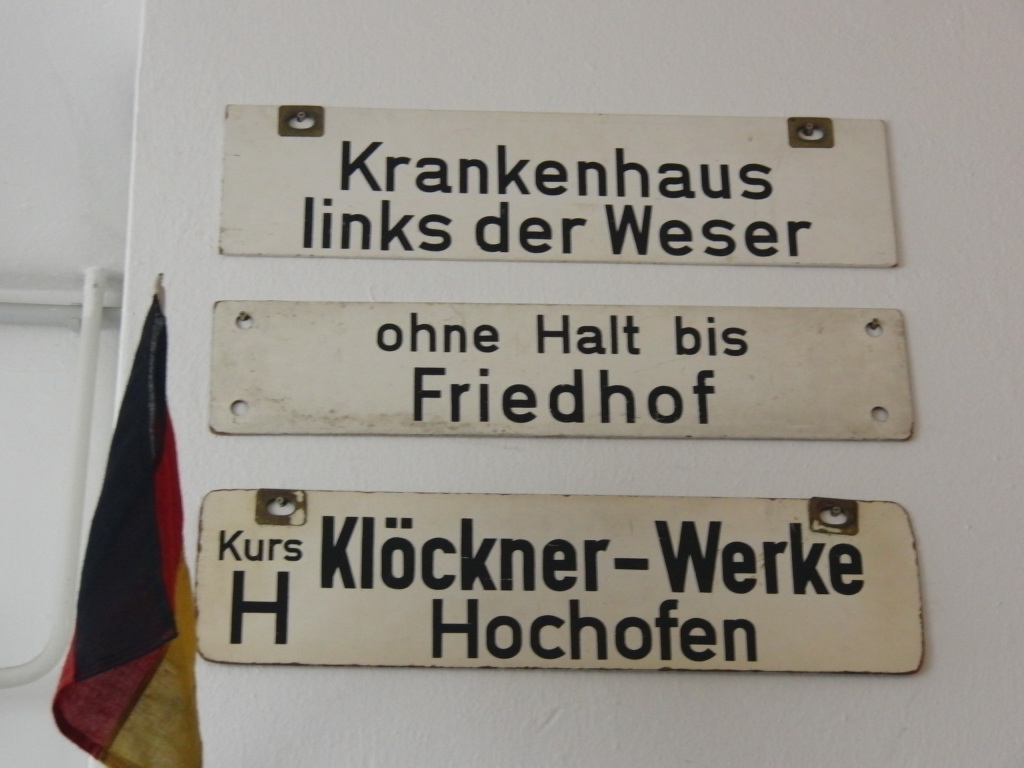 Krankenhaus
links der Weser
ohne Halt bis
Friedhof
Kurs
H
Klöckner-Werke
Hochofen